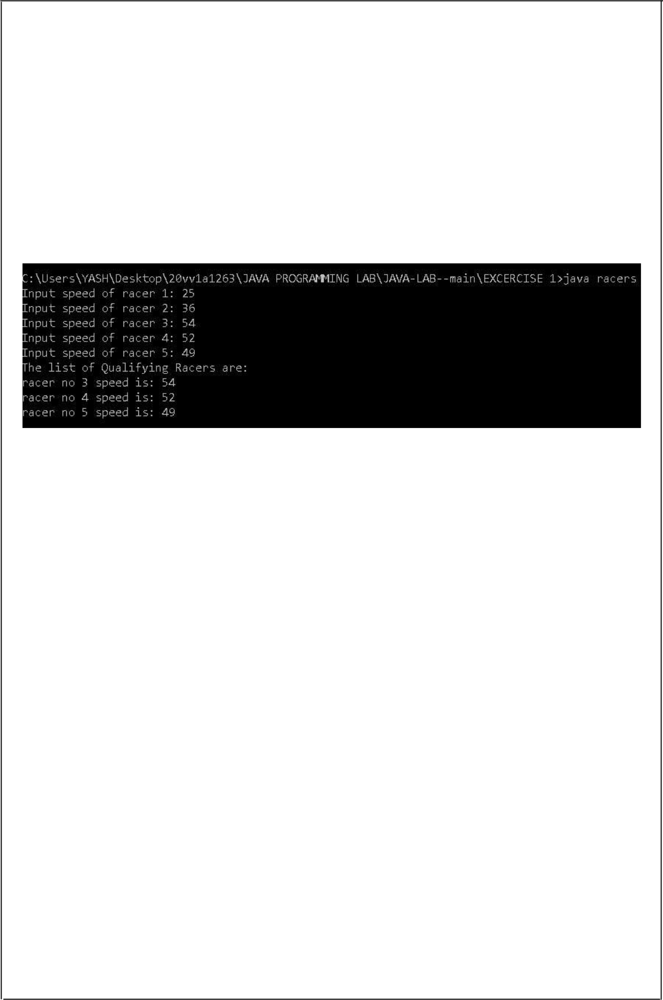 C:\Users\YASH\Desktop\20vv1a1263\JAVA PROGRAMMING LAB\JAVA-LAB--main\EXCERCISE 1>java racers
Input speed of racer 1: 25
Input speed of racer 2: 36
Input speed of racer 3: 54
Input speed of racer 4: 52
Input speed of racer 5: 49
The list of Qualifying Racers are:
racer no 3 speed is: 54
racer no 4 speed is: 52
racer no 5 speed is: 49